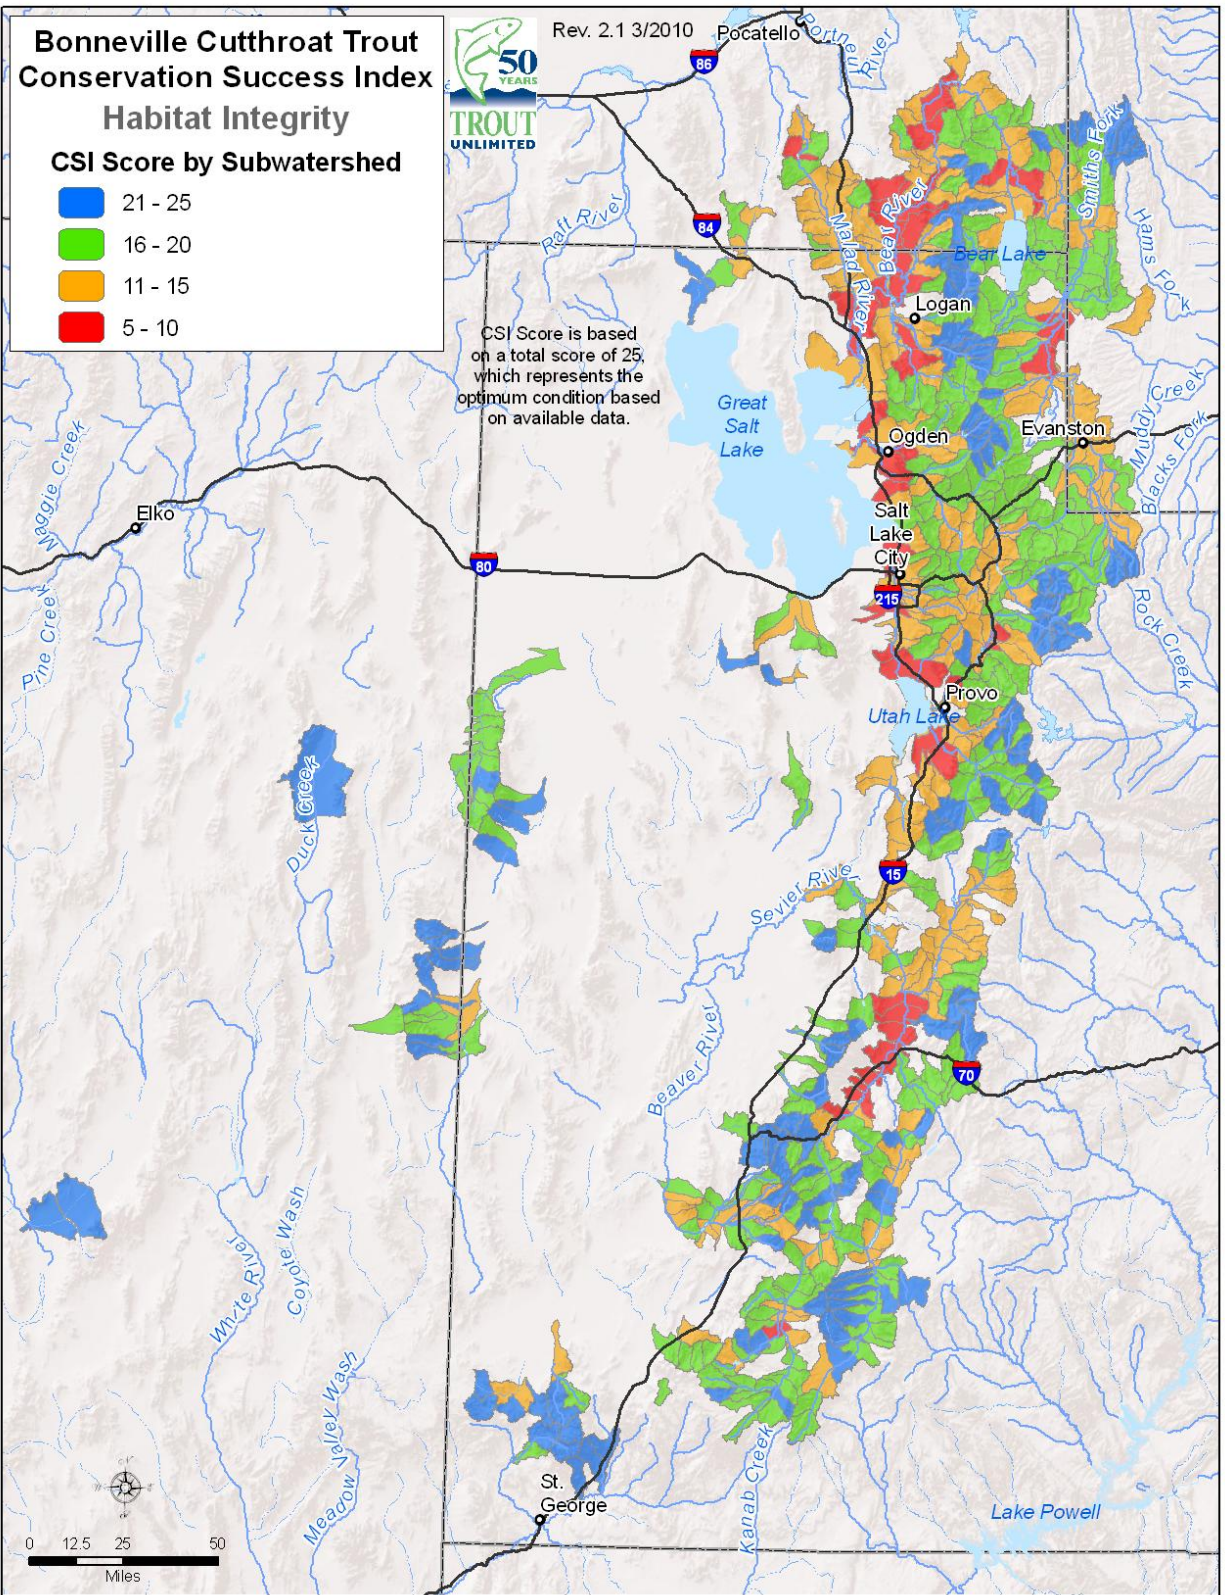 Bonneville Cutthroat Trout
Conservation Success Index
Habitat Integrity
CSI Score by Subwatershed
21 - 25
16 - 20
11 - 15
5 - 10
50
YEARS
TROUT
UNLIMITED
Rev. 2.1 3/2010
Pocatello
Portneuf
River
86
84
Raft River
Malad River
Bear River
Smiths Fork
Hams Fork
Bear Lake
Logan
CSI Score is based
on a total score of 25,
which represents the
optimum condition based
on available data.
Great
Salt
Lake
Ogden
Evanston
Muddy Creek
Blacks Fork
Maggie Creek
Elko
80
Salt
Lake
City
215
Pine Creek
Rock Creek
Provo
Utah Lake
Duck Creek
15
Sevier River
Beaver River
70
White River
Coyote Wash
Meadow Valley Wash
St.
George
Kanab Creek
Lake Powell
N
W
E
S
0 12.5 25 50
Miles